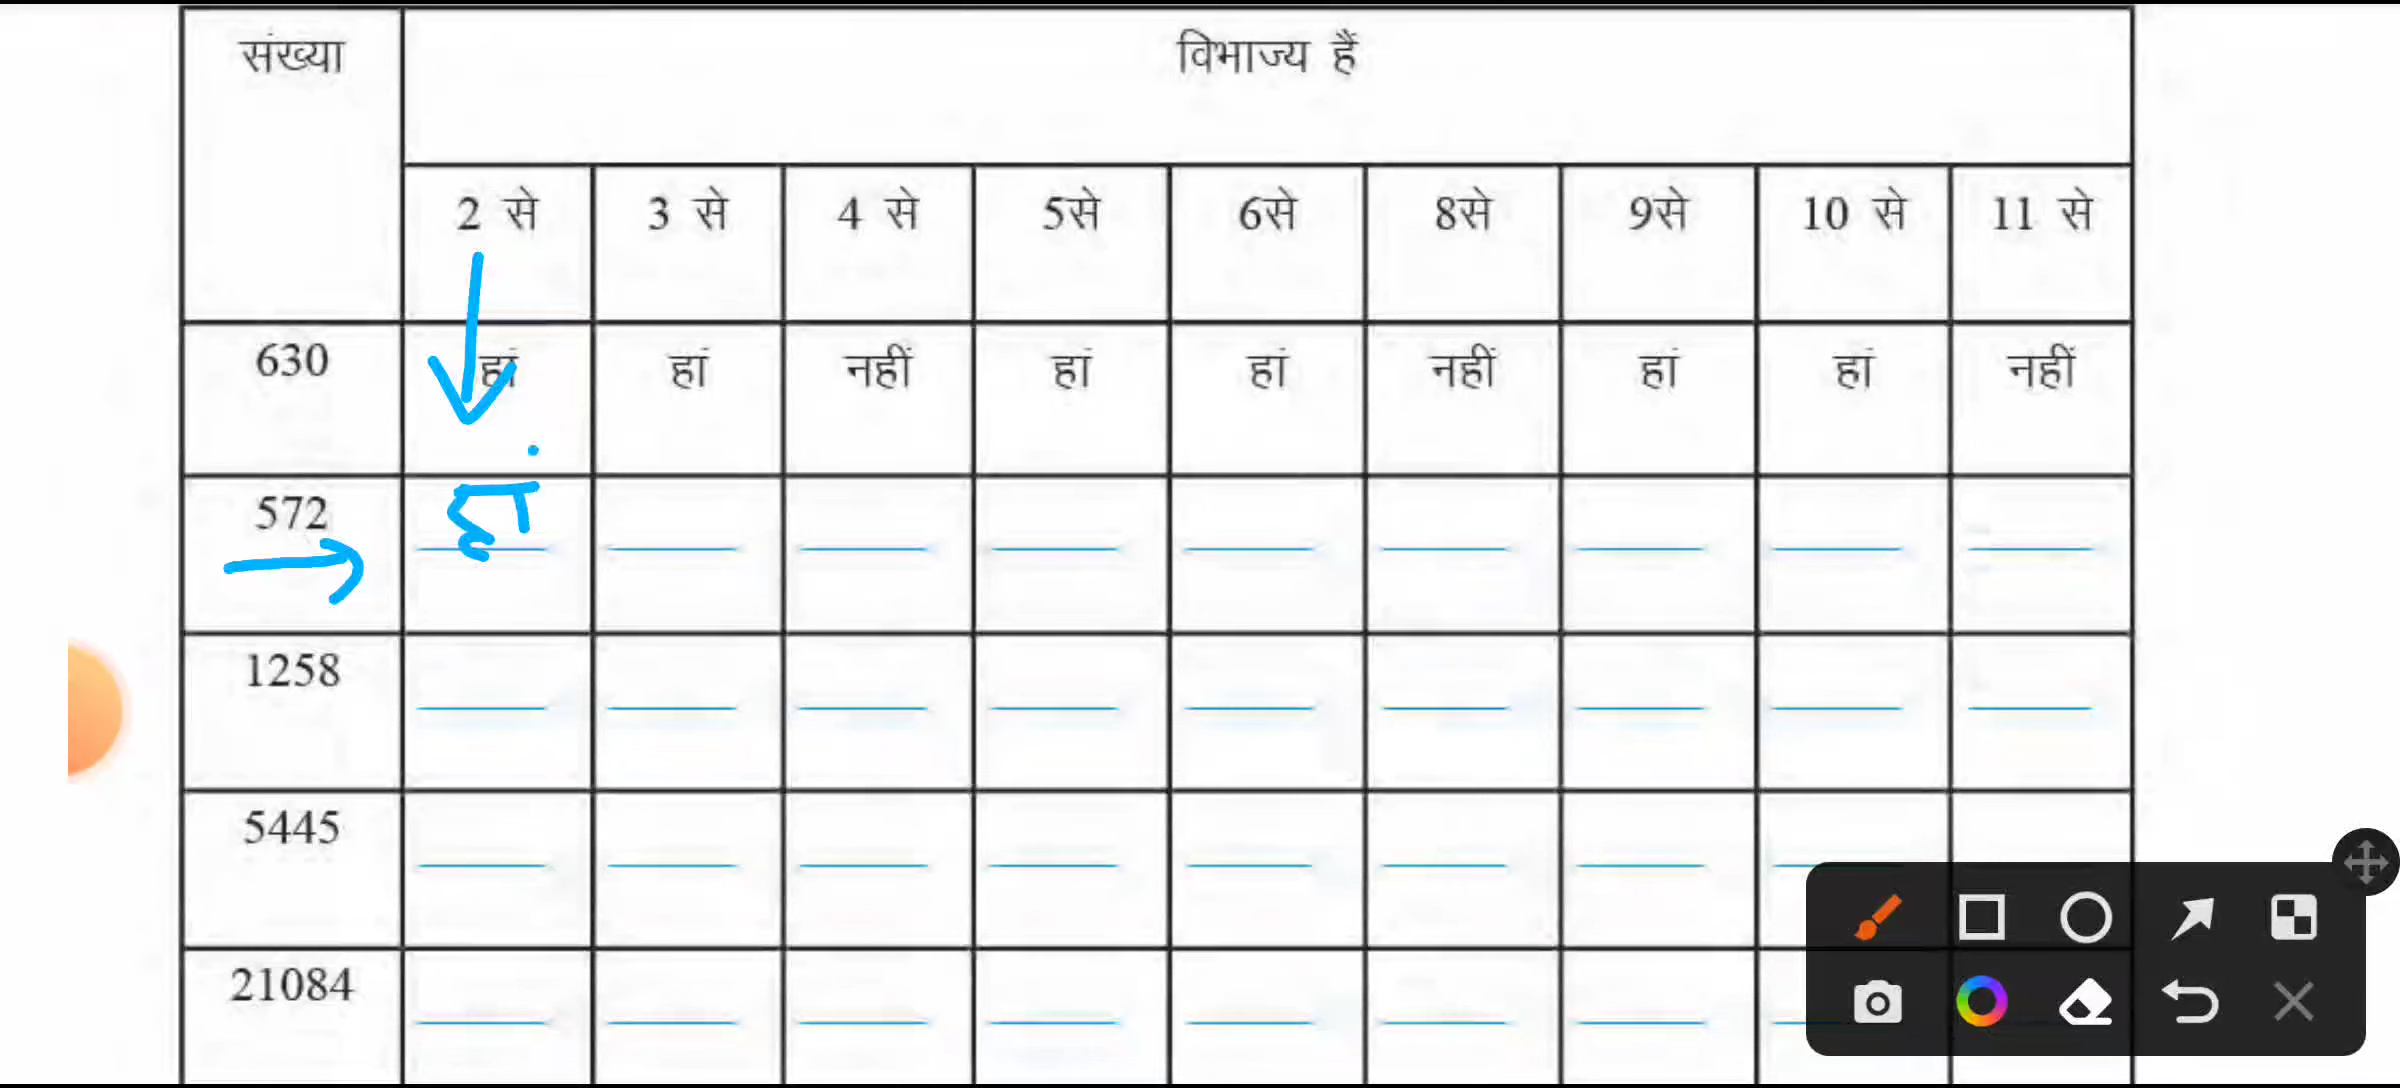 संख्या विभाज्य हैं
2 से 3 से 4 से 5से 6से 8से 9से 10 से 11 से
630 हां हां नहीं हां हां नहीं हां हां नहीं
572 हां
1258
5445
21084